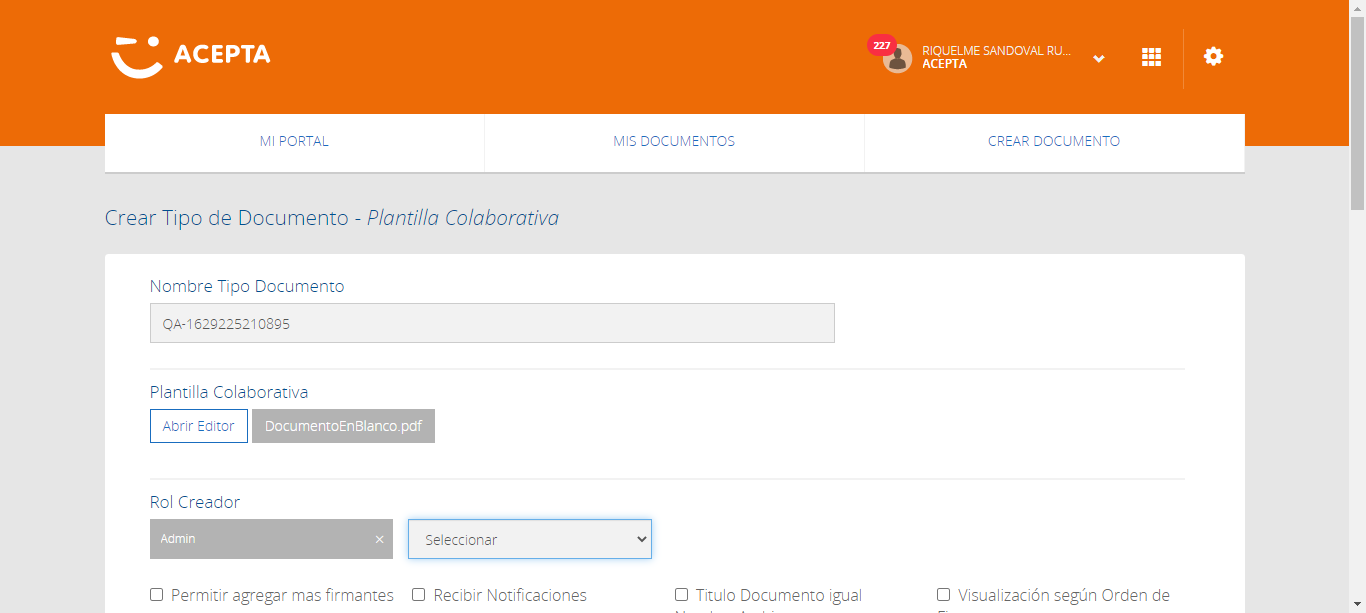 ACEPTA
227
RIQUELME SANDOVAL RU...
ACEPTA
MI PORTAL
MIS DOCUMENTOS
CREAR DOCUMENTO
Crear Tipo de Documento - Plantilla Colaborativa
Nombre Tipo Documento
QA-1629225210895
Plantilla Colaborativa
Abrir Editor
DocumentoEnBlanco.pdf
Rol Creador
Admin ×
Seleccionar
Permitir agregar mas firmantes
Recibir Notificaciones
Titulo Documento igual
Visualización según Orden de